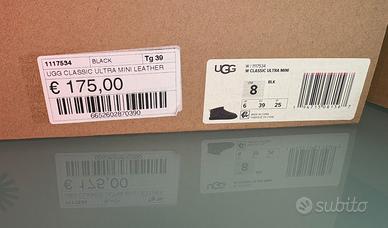 1117534 BLACK Tg 39
UGG CLASSIC ULTRA MINI LEATHER
€ 175,00
6652602870390
UGG
W / 1117534
W CLASSIC ULTRA MINI
8 BLK
6 39 25
subito